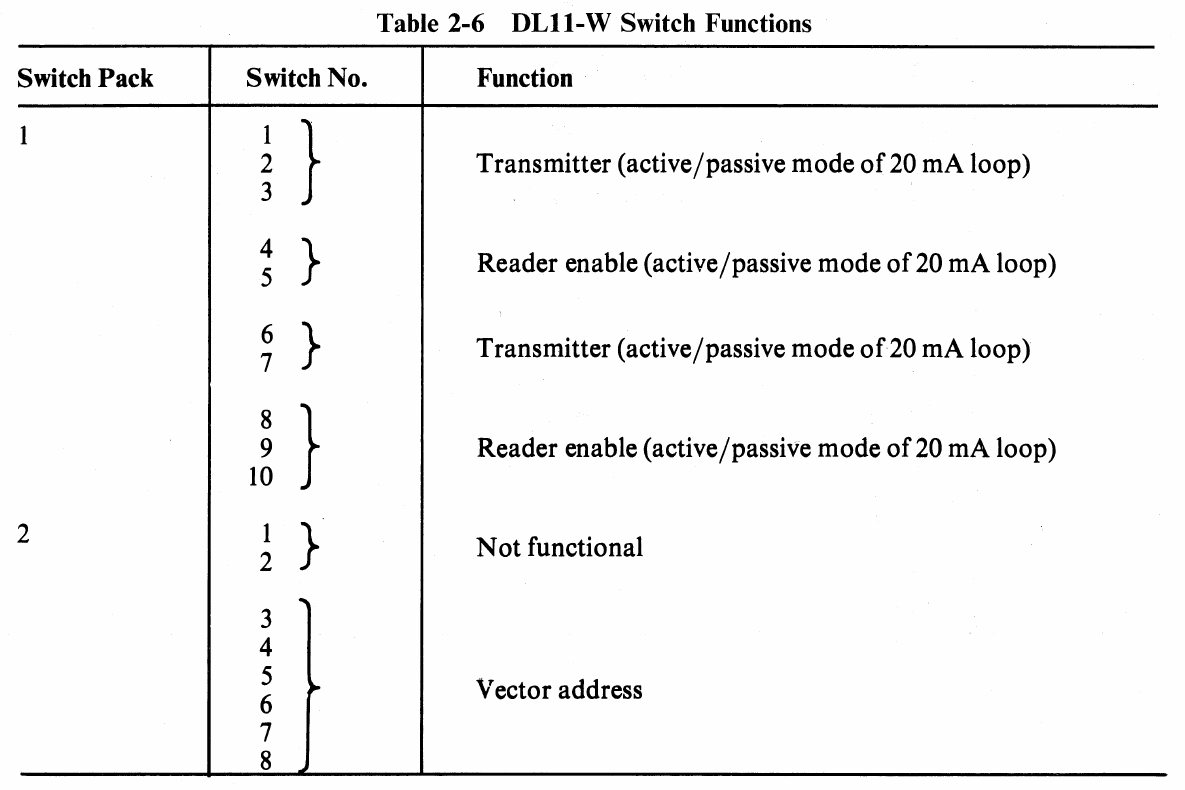 Table 2-6 DL11-W Switch Functions
Switch Pack Switch No. Function
1 1
2 Transmitter (active/passive mode of 20 mA loop)
3
4
Reader enable (active/passive mode of 20 mA loop)
5
6
Transmitter (active/passive mode of 20 mA loop)
7
8
9 Reader enable (active/passive mode of 20 mA loop)
10
2 1
Not functional
2
3
4
5
Vector address
6
7
8